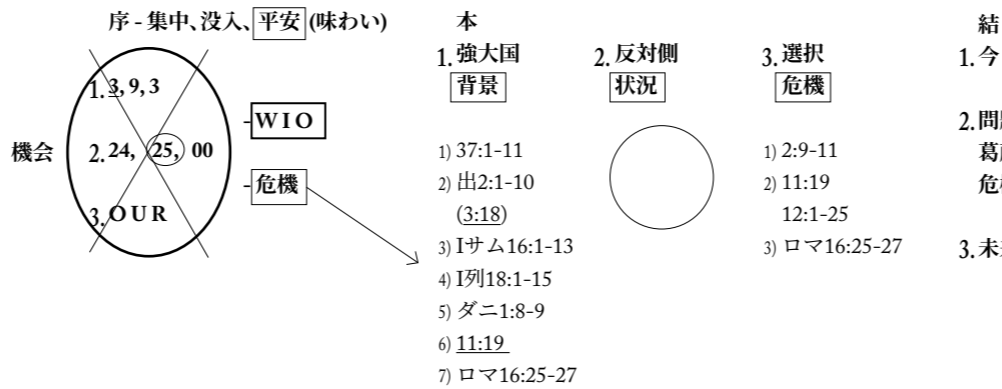 序 - 集中、没入、平安 (味わい)
機会
1. 3, 9, 3
2. 24, 25, 00
3. OUR
-WIO
-危機
本
1. 強大国
背景
1) 37:1-11
2) 出2:1-10
(3:18)
3) Iサム16:1-13
4) I列18:1-15
5) ダニ1:8-9
6) 11:19
7) ロマ16:25-27
2. 反対側
状況
3. 選択
危機
1) 2:9-11
2) 11:19
12:1-25
3) ロマ16:25-27
結
1. 今
2. 問
危
3. 未